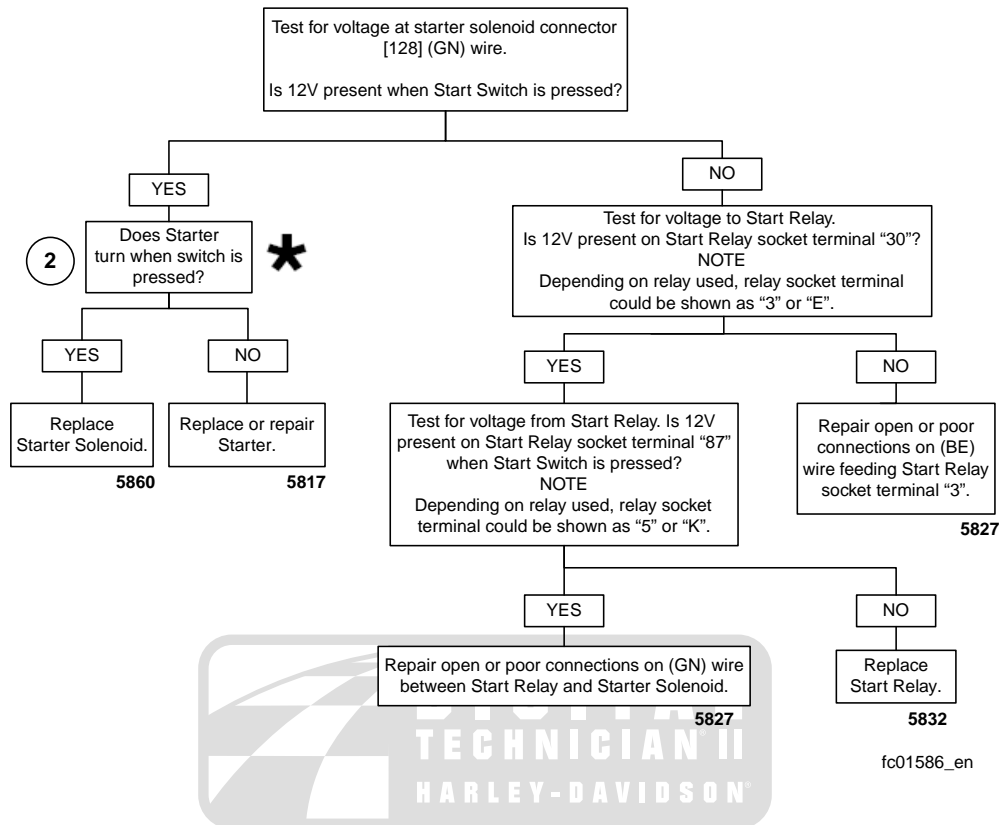 Test for voltage at starter solenoid connector
[128] (GN) wire.
Is 12V present when Start Switch is pressed?
YES
NO
2
Does Starter
turn when switch is
pressed?
*
Test for voltage to Start Relay.
Is 12V present on Start Relay socket terminal “30”?
NOTE
Depending on relay used, relay socket terminal
could be shown as “3” or “E”.
YES
NO
YES
NO
Replace
Starter Solenoid.
5860
Replace or repair
Starter.
5817
Test for voltage from Start Relay. Is 12V
present on Start Relay socket terminal “87”
when Start Switch is pressed?
NOTE
Depending on relay used, relay socket
terminal could be shown as “5” or “K”.
Repair open or poor
connections on (BE)
wire feeding Start Relay
socket terminal “3”.
5827
YES
NO
Repair open or poor connections on (GN) wire
between Start Relay and Starter Solenoid.
5827
Replace
Start Relay.
5832
DIGITAL
TECHNICIAN II
HARLEY-DAVIDSON®
fc01586_en